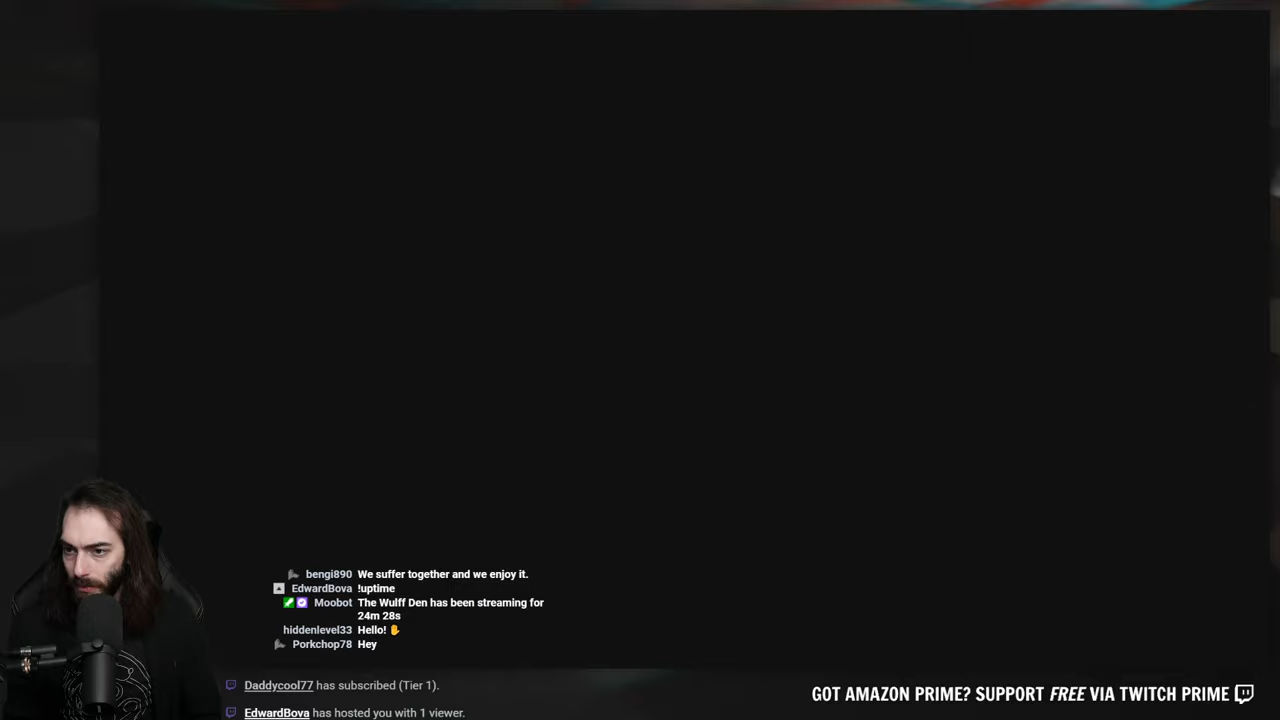 bengi890 We suffer together and we enjoy it.
EdwardBova !uptime
Moobot The Wulff Den has been streaming for
24m 28s
hiddenlevel33 Hello! ✋
Porkchop78 Hey
Daddycool77 has subscribed (Tier 1).
EdwardBova has hosted you with 1 viewer.
GOT AMAZON PRIME? SUPPORT FREE VIA TWITCH PRIME